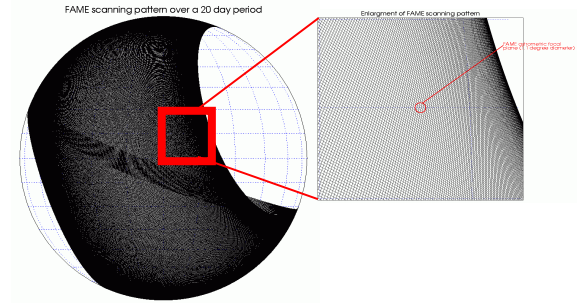 FAME scanning pattern over a 20 day period
Enlargment of FAME scanning pattern
FAME astrometric focal
plane (1.1 degree diameter)